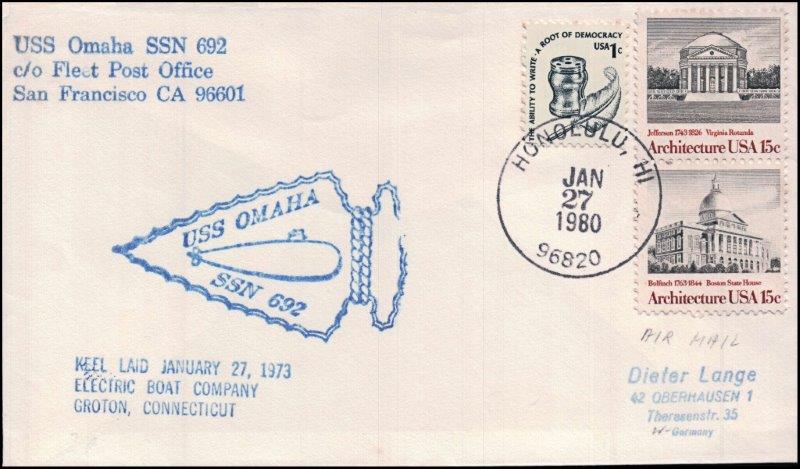 USS Omaha SSN 692
c/o Fleet Post Office
San Francisco CA 96601
THE ABILITY TO WRITE · A ROOT OF DEMOCRACY
USA 1c
Jefferson 1743 1826 Virginia Rotunda
Architecture USA 15c
HONOLULU, HI
JAN
27
1980
96820
Bulfinch 1763 1844 Boston State House
Architecture USA 15c
USS OMAHA
SSN 692
KEEL LAID JANUARY 27, 1973
ELECTRIC BOAT COMPANY
GROTON, CONNECTICUT
AIR MAIL
Dieter Lange
42 OBERHAUSEN 1
Theresenstr. 35
W-Germany